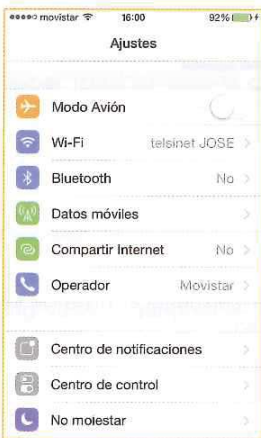 movistar 16:00 92%
Ajustes
Modo Avión
Wi-Fi telsinet JOSE
Bluetooth No
Datos móviles
Compartir Internet No
Operador Movistar
Centro de notificaciones
Centro de control
No molestar